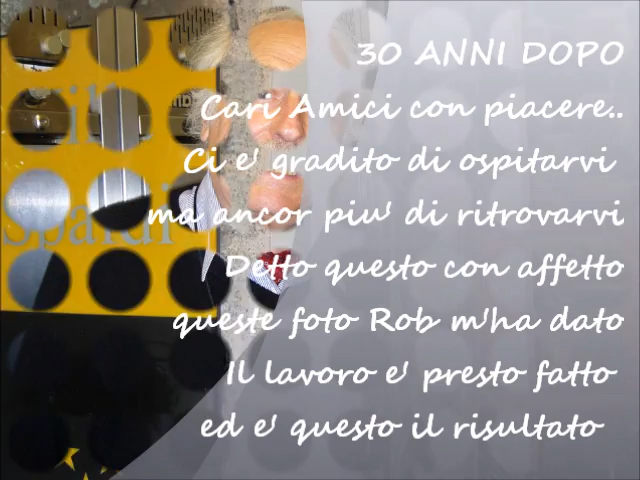 30 ANNI DOPO
Cari Amici con piacere..
Ci e' gradito di ospitarvi
ma ancor piu' di ritrovarvi
Detto questo con affetto
queste foto Rob m'ha dato
Il lavoro e' presto fatto
ed e' questo il risultato